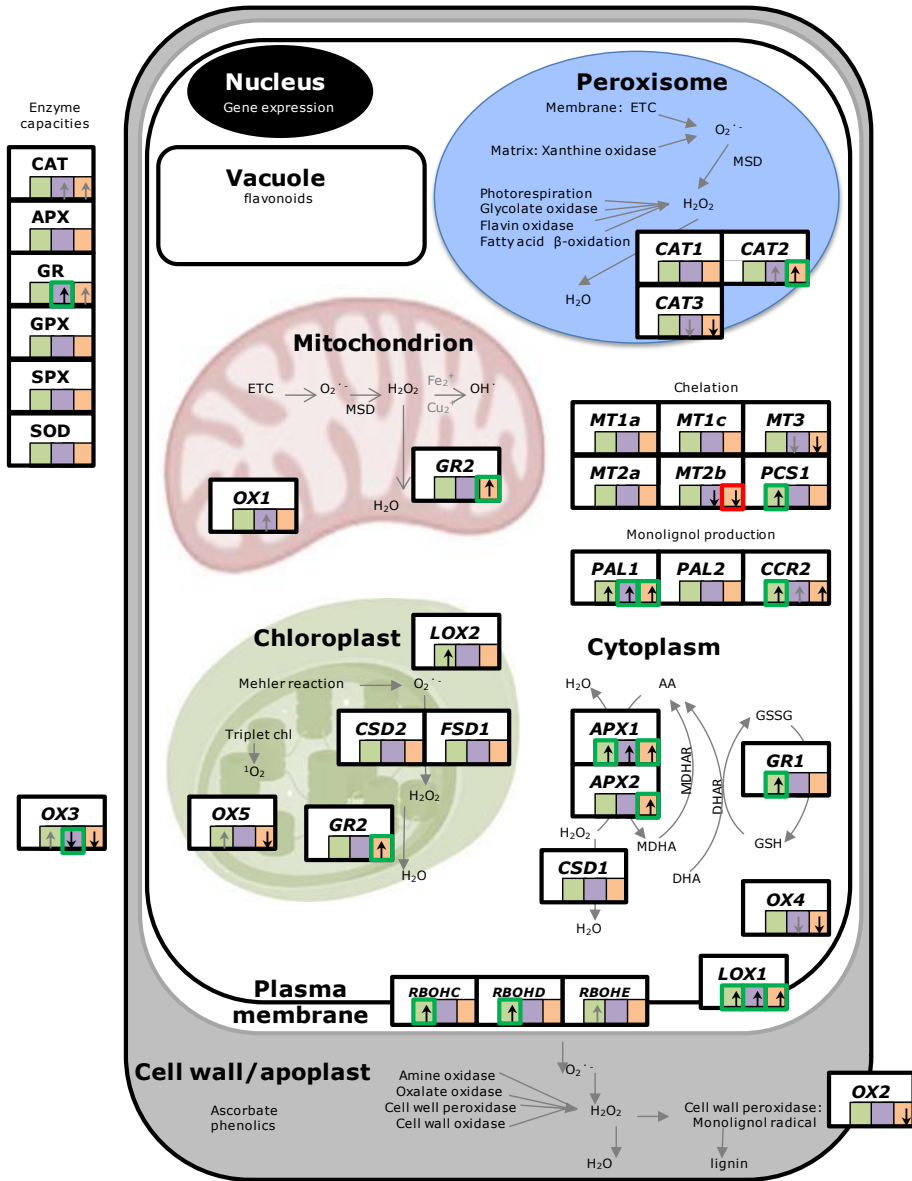 Nucleus
Gene expression
Enzyme
capacities
CAT
APX
GR
GPX
SPX
SOD
Vacuole
flavonoids
Peroxisome
Membrane: ETC
O₂˙⁻
Matrix: Xanthine oxidase
MSD
Photorespiration
Glycolate oxidase
Flavin oxidase
Fatty acid β-oxidation
H₂O₂
H₂O
CAT1
CAT2
CAT3
Mitochondrion
ETC
O₂˙⁻
MSD
H₂O₂
Fe₂⁺
Cu₂⁺
OH˙
H₂O
GR2
OX1
Chelation
MT1a
MT1c
MT3
MT2a
MT2b
PCS1
Monolignol production
PAL1
PAL2
CCR2
Chloroplast
LOX2
Mehler reaction
O₂˙⁻
CSD2
FSD1
Triplet chl
¹O₂
H₂O₂
OX5
GR2
H₂O
OX3
Cytoplasm
H₂O
AA
APX1
APX2
MDHAR
DHAR
GSSG
GR1
GSH
H₂O₂
MDHA
DHA
CSD1
H₂O
OX4
LOX1
Plasma
membrane
RBOHC
RBOHD
RBOHE
Cell wall/apoplast
Ascorbate
phenolics
Amine oxidase
Oxalate oxidase
Cell well peroxidase
Cell wall oxidase
O₂˙⁻
H₂O₂
H₂O
Cell wall peroxidase:
Monolignol radical
lignin
OX2